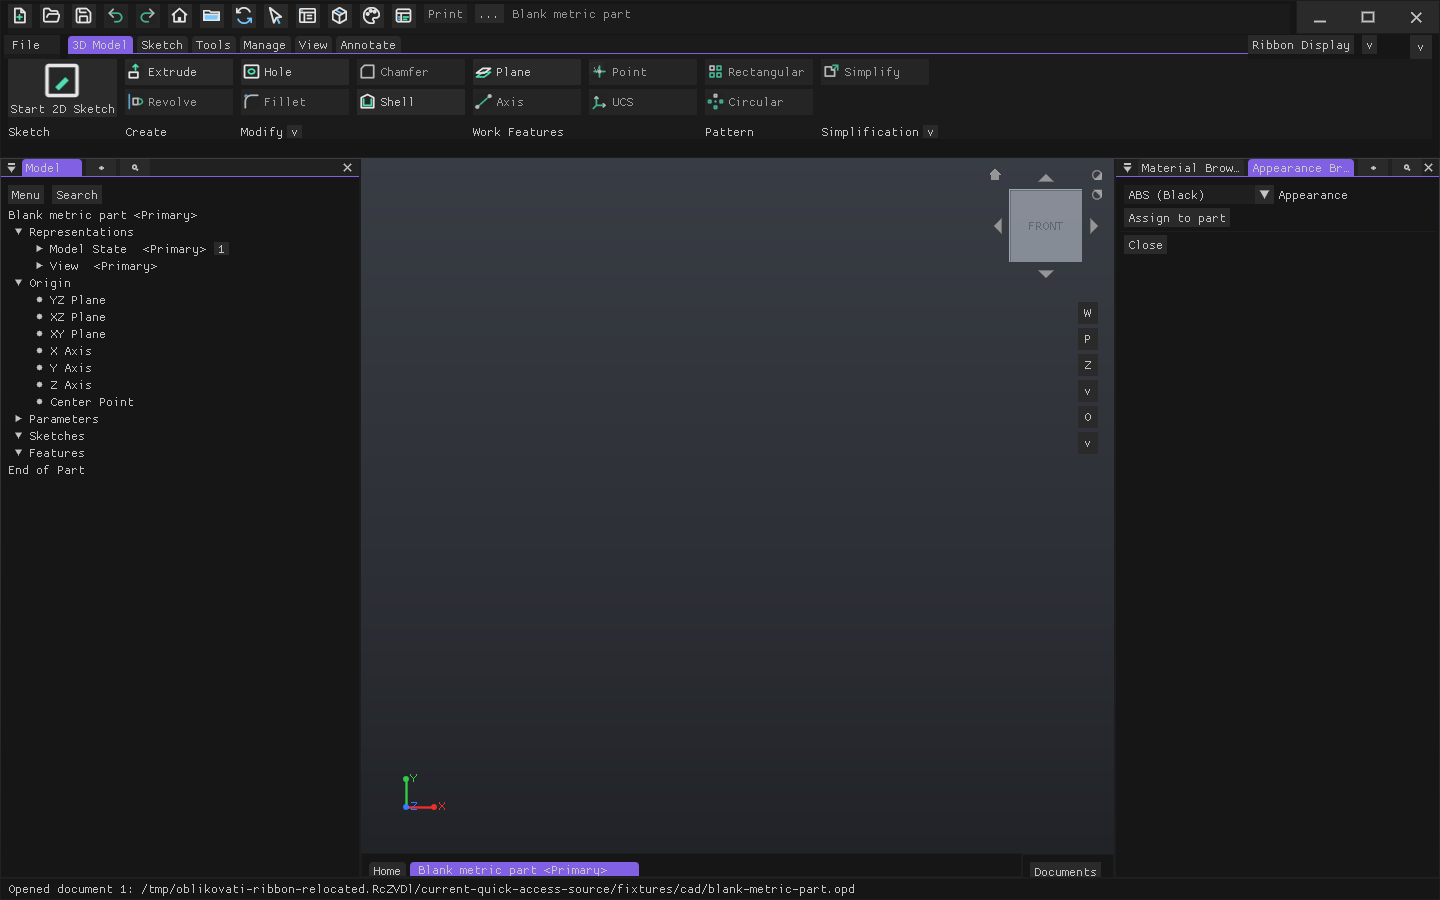 Print ... Blank metric part
File 3D Model Sketch Tools Manage View Annotate Ribbon Display v v
Start 2D Sketch
Extrude Hole Chamfer Plane Point Rectangular Simplify
Revolve Fillet Shell Axis UCS Circular
Sketch Create Modify v Work Features Pattern Simplification v
Model
Menu Search
Blank metric part <Primary>
Representations
Model State <Primary> 1
View <Primary>
Origin
YZ Plane
XZ Plane
XY Plane
X Axis
Y Axis
Z Axis
Center Point
Parameters
Sketches
Features
End of Part
FRONT
W
P
Z
v
O
v
Y
Z X
Material Brow… Appearance Br…
ABS (Black) Appearance
Assign to part
Close
Home Blank metric part <Primary> Documents
Opened document 1: /tmp/oblikovati-ribbon-relocated.RcZVDl/current-quick-access-source/fixtures/cad/blank-metric-part.opd